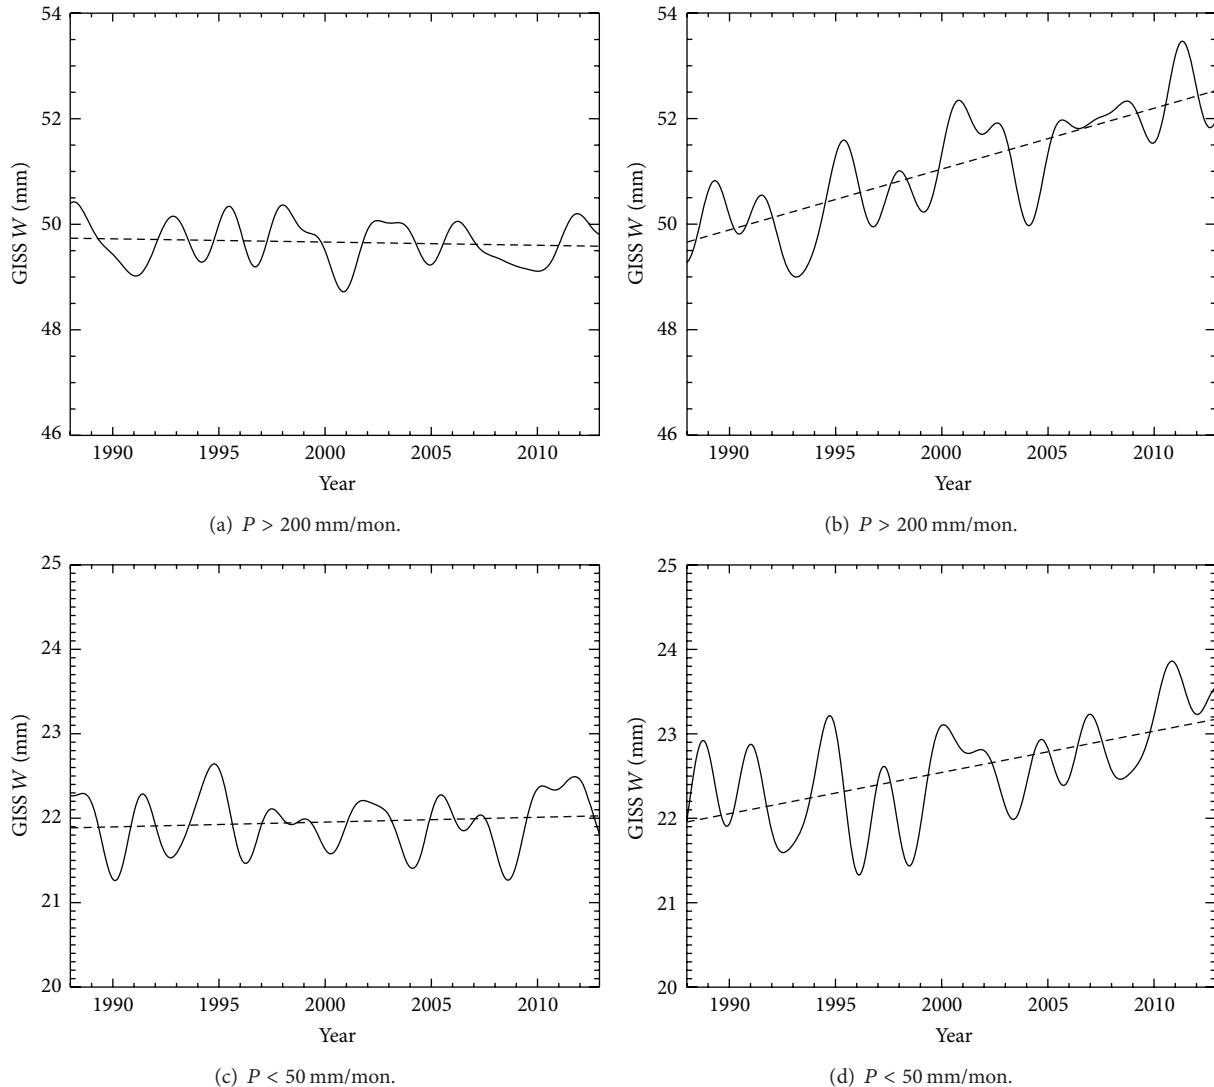 54
52
50
48
46
GISS W (mm)
1990 1995 2000 2005 2010
Year
(a) P > 200 mm/mon.
54
52
50
48
46
GISS W (mm)
1990 1995 2000 2005 2010
Year
(b) P > 200 mm/mon.
25
24
23
22
21
20
GISS W (mm)
1990 1995 2000 2005 2010
Year
(c) P < 50 mm/mon.
25
24
23
22
21
20
GISS W (mm)
1990 1995 2000 2005 2010
Year
(d) P < 50 mm/mon.